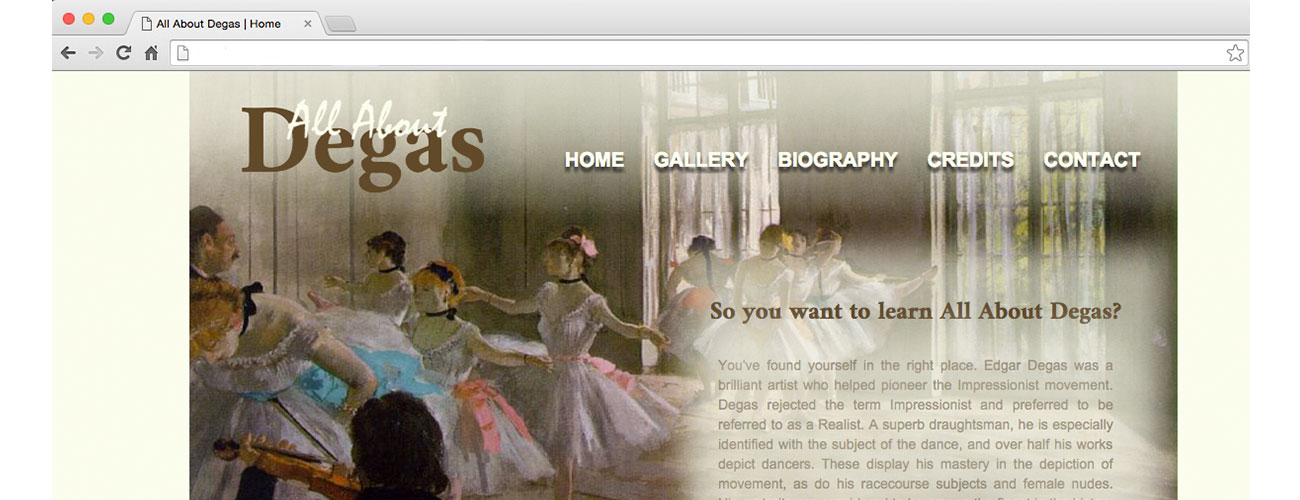 All About Degas | Home
All About
Degas
HOME GALLERY BIOGRAPHY CREDITS CONTACT
So you want to learn All About Degas?
You've found yourself in the right place. Edgar Degas was a
brilliant artist who helped pioneer the Impressionist movement.
Degas rejected the term Impressionist and preferred to be
referred to as a Realist. A superb draughtsman, he is especially
identified with the subject of the dance, and over half his works
depict dancers. These display his mastery in the depiction of
movement, as do his racecourse subjects and female nudes.